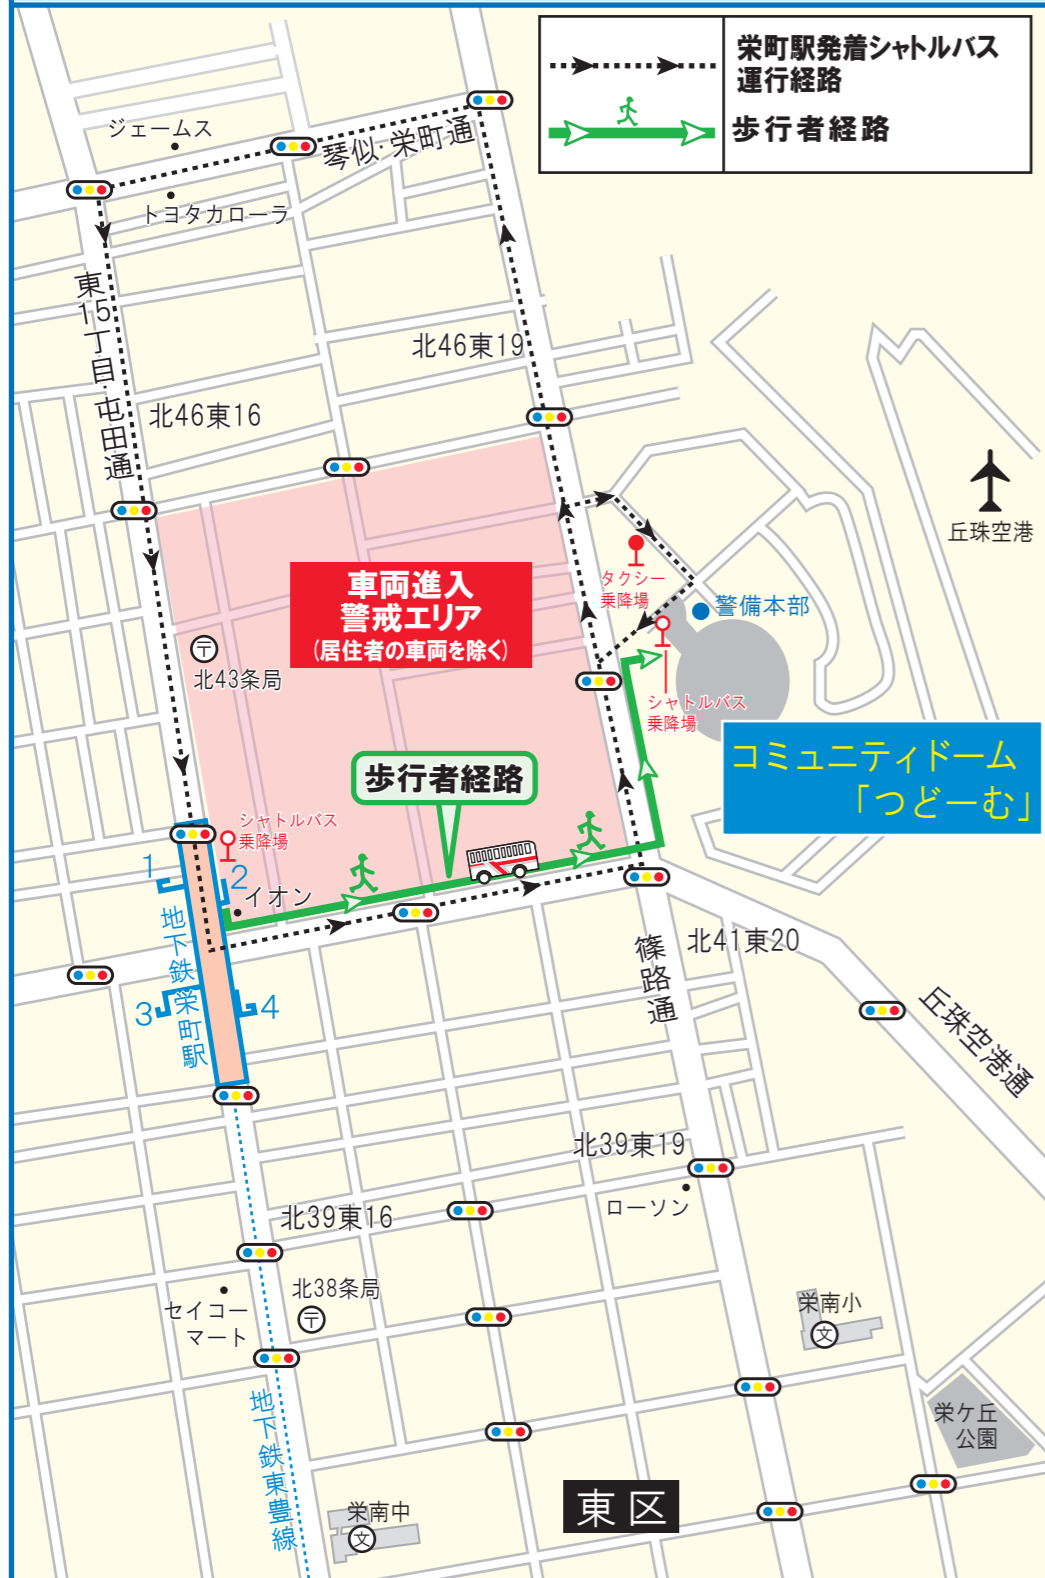 栄町駅発着シャトルバス
運行経路
歩行者経路
ジェームス
琴似・栄町通
トヨタカローラ
東15丁目・屯田通
北46東19
北46東16
丘珠空港
車両進入
警戒エリア
(居住者の車両を除く)
タクシー
乗降場
警備本部
〒
北43条局
シャトルバス
乗降場
コミュニティドーム
「つどーむ」
歩行者経路
シャトルバス
乗降場
1
2
イオン
地下鉄栄町駅
3
4
篠路通
北41東20
丘珠空港通
北39東19
ローソン
北39東16
北38条局
〒
セイコー
マート
栄南小
文
地下鉄東豊線
栄ケ丘
公園
栄南中
文
東区